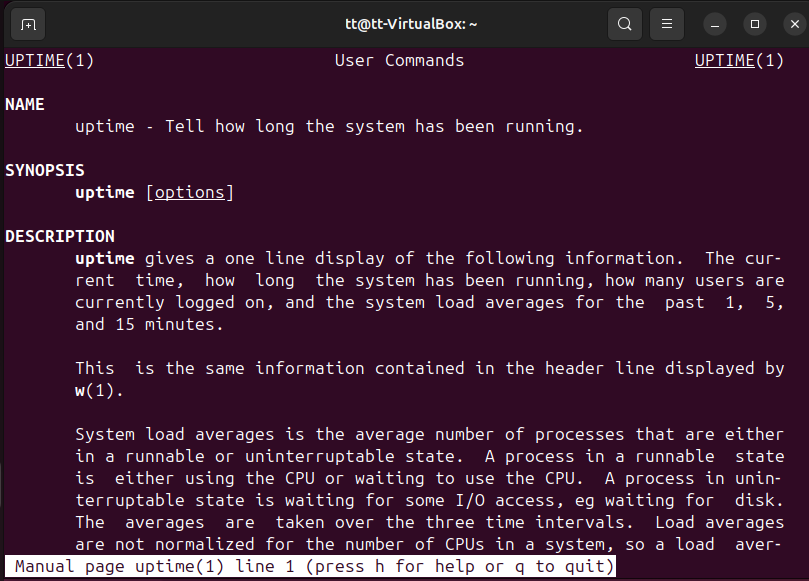 tt@tt-VirtualBox: ~
UPTIME(1) User Commands UPTIME(1)
NAME
uptime - Tell how long the system has been running.
SYNOPSIS
uptime [options]
DESCRIPTION
uptime gives a one line display of the following information. The cur-
rent time, how long the system has been running, how many users are
currently logged on, and the system load averages for the past 1, 5,
and 15 minutes.
This is the same information contained in the header line displayed by
w(1).
System load averages is the average number of processes that are either
in a runnable or uninterruptable state. A process in a runnable state
is either using the CPU or waiting to use the CPU. A process in unin-
terruptable state is waiting for some I/O access, eg waiting for disk.
The averages are taken over the three time intervals. Load averages
are not normalized for the number of CPUs in a system, so a load aver-
Manual page uptime(1) line 1 (press h for help or q to quit)